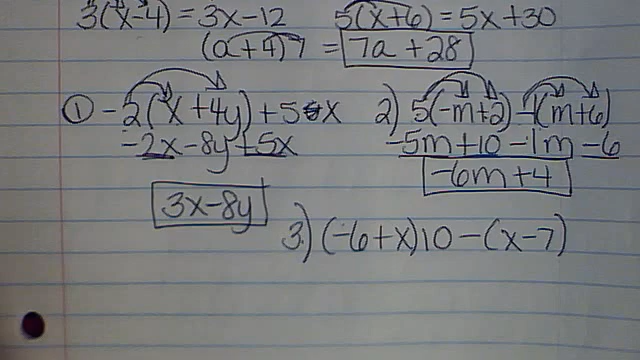 3(x-4) = 3x-12
5(x+6) = 5x+30
(a+4)7 = 7a+28
① -2(x+4y)+5x
-2x-8y+5x
3x-8y
2) 5(-m+2)-1(m+6)
-5m+10-1m-6
-6m+4
3.) (-6+x)10-(x-7)